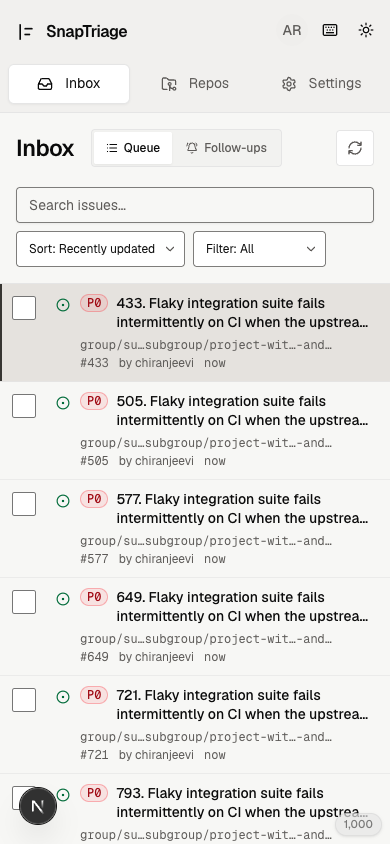 SnapTriage
AR
Inbox
Repos
Settings
Inbox
Queue
Follow-ups
Search issues…
Sort: Recently updated
Filter: All
P0
433. Flaky integration suite fails
intermittently on CI when the upstrea…
group/su…subgroup/project-wit…-and…
#433 by chiranjeevi now
P0
505. Flaky integration suite fails
intermittently on CI when the upstrea…
group/su…subgroup/project-wit…-and…
#505 by chiranjeevi now
P0
577. Flaky integration suite fails
intermittently on CI when the upstrea…
group/su…subgroup/project-wit…-and…
#577 by chiranjeevi now
P0
649. Flaky integration suite fails
intermittently on CI when the upstrea…
group/su…subgroup/project-wit…-and…
#649 by chiranjeevi now
P0
721. Flaky integration suite fails
intermittently on CI when the upstrea…
group/su…subgroup/project-wit…-and…
#721 by chiranjeevi now
P0
793. Flaky integration suite fails
intermittently on CI when the upstrea…
group/su…subgroup/project-wit…-and…
N
1,000